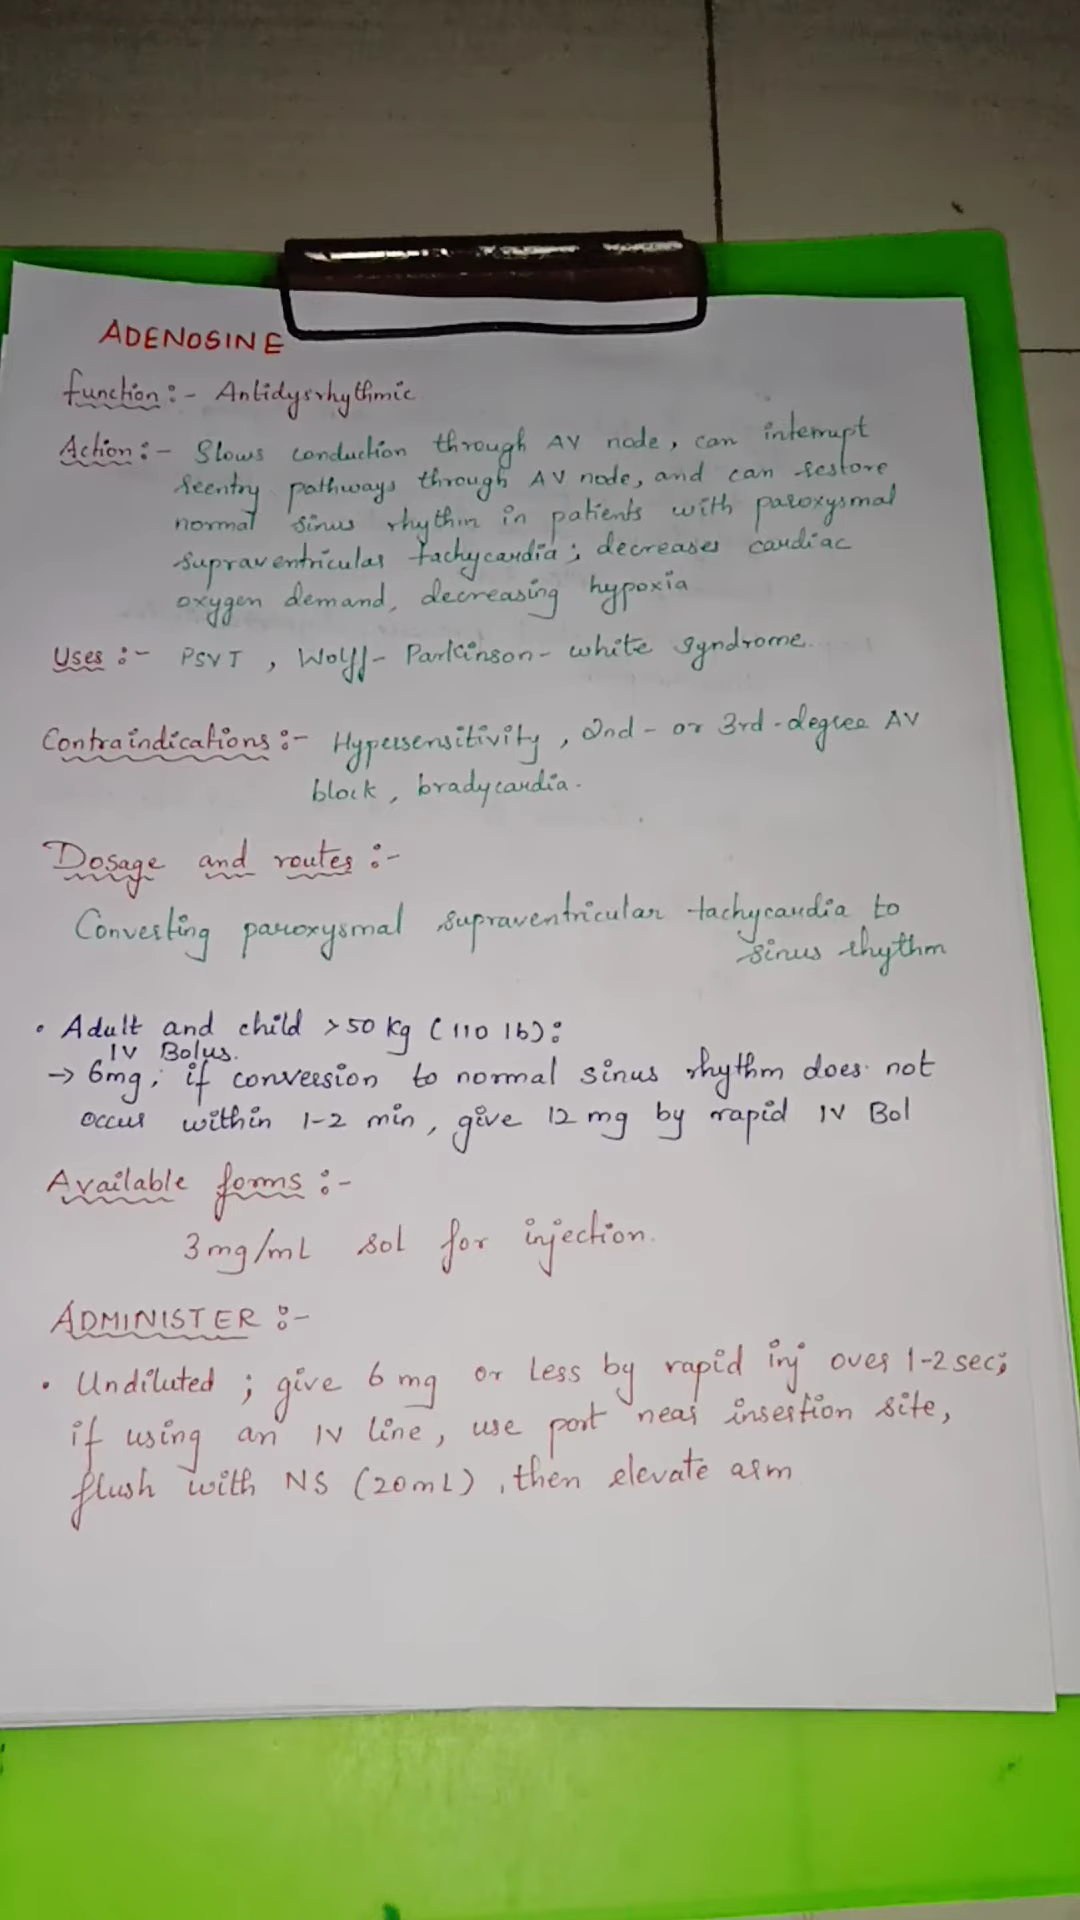 ADENOSINE
Function :- Antidysrhythmic
Action :- Slows conduction through AV node, can interrupt
reentry pathways through AV node, and can restore
normal sinus rhythm in patients with paroxysmal
supraventricular tachycardia; decreases cardiac
oxygen demand, decreasing hypoxia
Uses :- PSVT, Wolff-Parkinson-white syndrome.
Contraindications :- Hypersensitivity, 2nd- or 3rd-degree AV
block, bradycardia.
Dosage and routes :-
Converting paroxysmal supraventricular tachycardia to
sinus rhythm
• Adult and child >50 kg (110 lb):
IV Bolus.
→ 6mg; if conversion to normal sinus rhythm does not
occur within 1-2 min, give 12 mg by rapid IV Bol
Available forms :-
3mg/mL sol for injection.
ADMINISTER :-
• Undiluted; give 6 mg or less by rapid inj over 1-2 sec;
if using an IV line, use port near insertion site,
flush with NS (20mL), then elevate arm